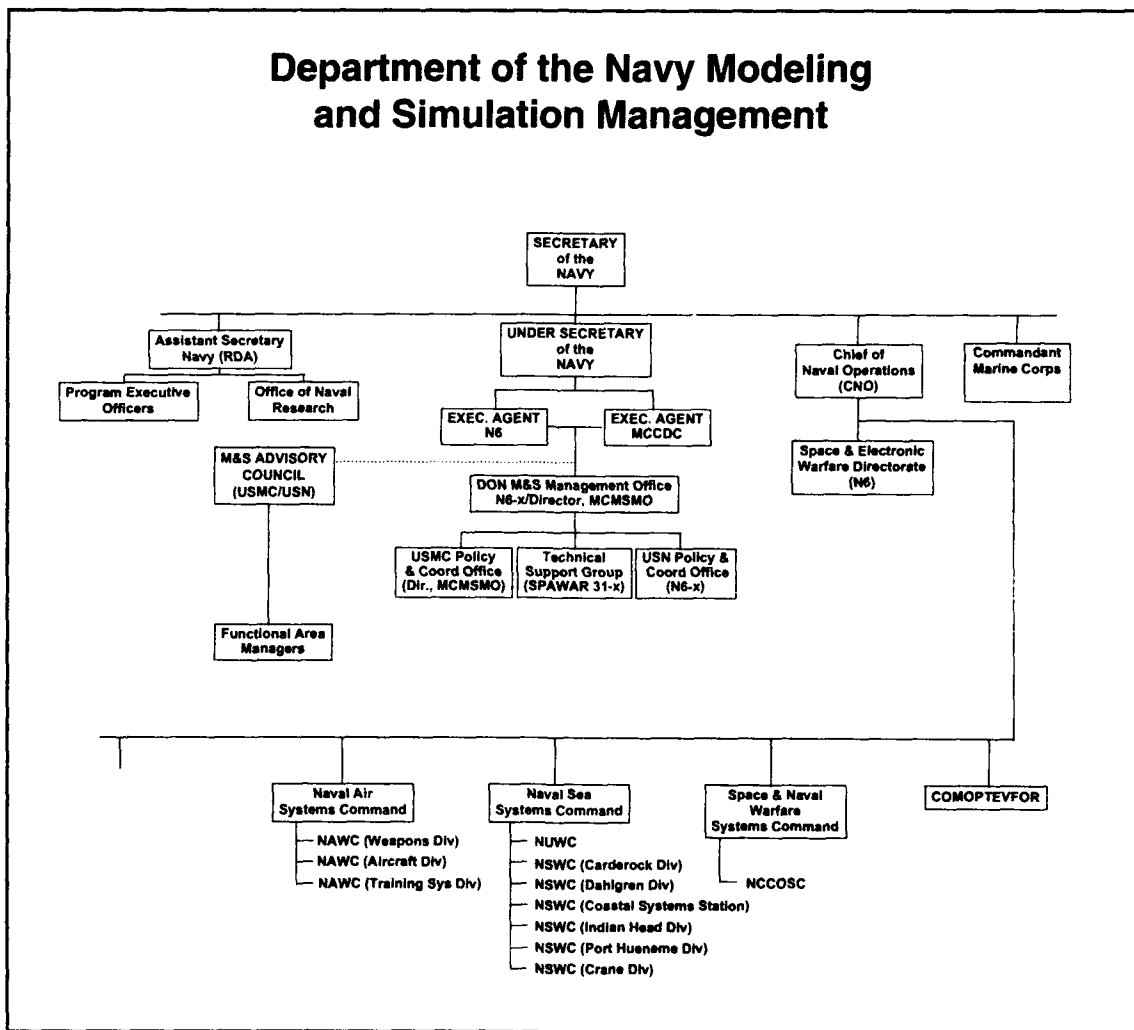 Department of the Navy Modeling
and Simulation Management
SECRETARY
of the
NAVY
Assistant Secretary
Navy (RDA)
UNDER SECRETARY
of the
NAVY
Chief of
Naval Operations
(CNO)
Commandant
Marine Corps
Program Executive
Officers
Office of Naval
Research
EXEC. AGENT
N6
EXEC. AGENT
MCCDC
M&S ADVISORY
COUNCIL
(USMC/USN)
Space & Electronic
Warfare Directorate
(N6)
DON M&S Management Office
N6-x/Director, MCMSMO
USMC Policy
& Coord Office
(Dir., MCMSMO)
Technical
Support Group
(SPAWAR 31-x)
USN Policy &
Coord Office
(N6-x)
Functional Area
Managers
Naval Air
Systems Command
NAWC (Weapons Div)
NAWC (Aircraft Div)
NAWC (Training Sys Div)
Naval Sea
Systems Command
NUWC
NSWC (Carderock Div)
NSWC (Dahlgren Div)
NSWC (Coastal Systems Station)
NSWC (Indian Head Div)
NSWC (Port Hueneme Div)
NSWC (Crane Div)
Space & Naval
Warfare
Systems Command
NCCOSC
COMOPTEVFOR